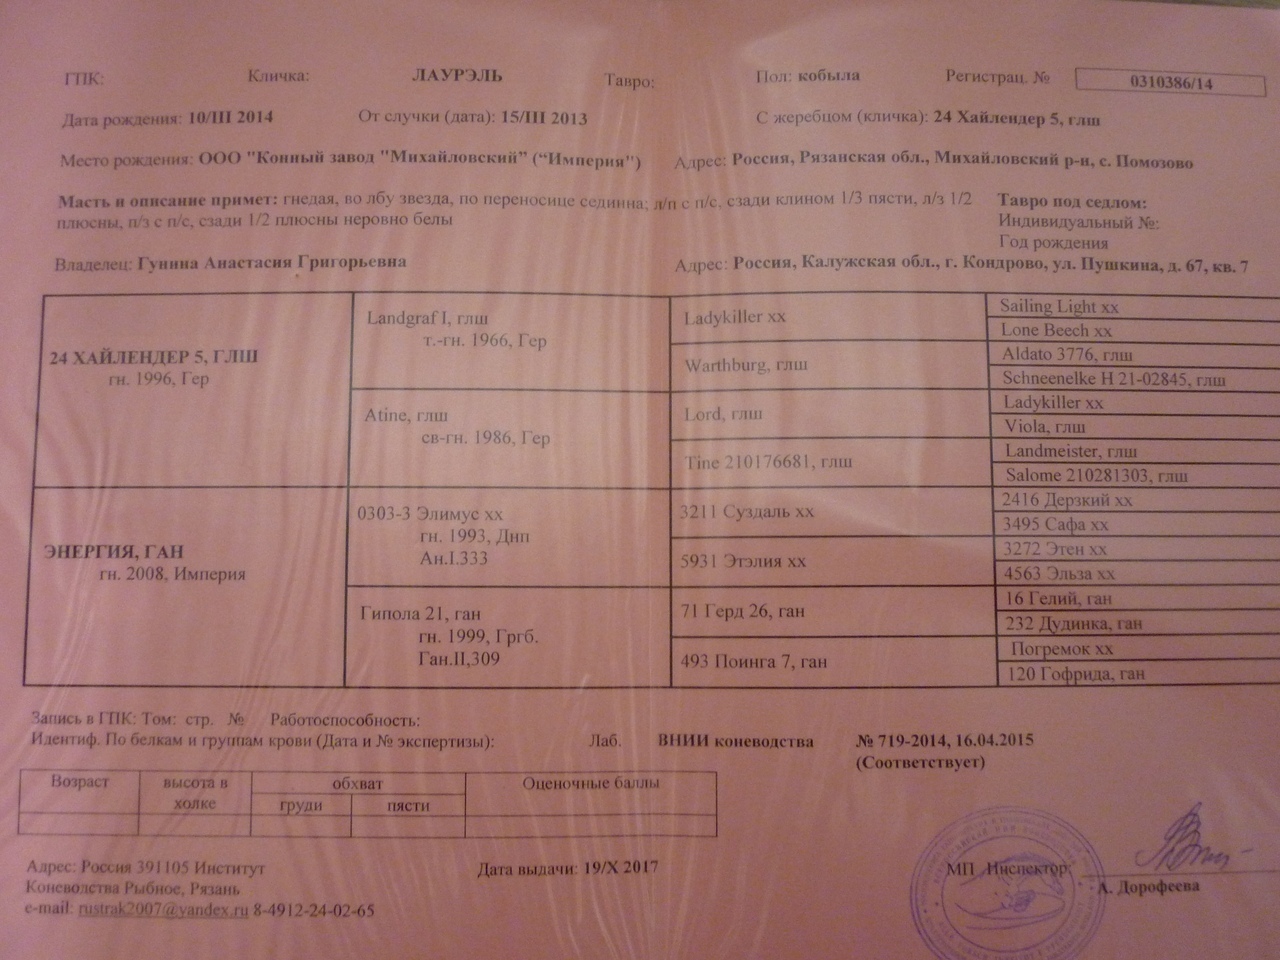 ГПК: Кличка: ЛАУРЭЛЬ Тавро: Пол: кобыла Регистрац. № 0310386/14
Дата рождения: 10/III 2014 От случки (дата): 15/III 2013 С жеребцом (кличка): 24 Хайлендер 5, глш
Место рождения: ООО "Конный завод "Михайловский” (“Империя") Адрес: Россия, Рязанская обл., Михайловский р-н, с. Помозово
Масть и описание примет: гнедая, во лбу звезда, по переносице сединна; л/п с п/с, сзади клином 1/3 пясти, л/з 1/2
плюсны, п/з с п/с, сзади 1/2 плюсны неровно белы
Тавро под седлом:
Индивидуальный №:
Год рождения
Владелец: Гунина Анастасия Григорьевна Адрес: Россия, Калужская обл., г. Кондрово, ул. Пушкина, д. 67, кв. 7
24 ХАЙЛЕНДЕР 5, ГЛШ
гн. 1996, Гер
Landgraf I, глш
т.-гн. 1966, Гер
Ladykiller xx
Sailing Light xx
Lone Beech xx
Warthburg, глш
Aldato 3776, глш
Schneenelke H 21-02845, глш
Atine, глш
св-гн. 1986, Гер
Lord, глш
Ladykiller xx
Viola, глш
Tine 210176681, глш
Landmeister, глш
Salome 210281303, глш
ЭНЕРГИЯ, ГАН
гн. 2008, Империя
0303-3 Элимус xx
гн. 1993, Днп
Ан.I.333
3211 Суздаль xx
2416 Дерзкий xx
3495 Сафа xx
5931 Этэлия xx
3272 Этен xx
4563 Эльза xx
Гипола 21, ган
гн. 1999, Гргб.
Ган.II,309
71 Герд 26, ган
16 Гелий, ган
232 Дудинка, ган
493 Поинга 7, ган
Погремок xx
120 Гофрида, ган
Запись в ГПК: Том: стр. № Работоспособность:
Идентиф. По белкам и группам крови (Дата и № экспертизы): Лаб. ВНИИ коневодства № 719-2014, 16.04.2015
(Соответствует)
Возраст высота в холке обхват Оценочные баллы
груди пясти
Адрес: Россия 391105 Институт
Коневодства Рыбное, Рязань
e-mail: rustrak2007@yandex.ru 8-4912-24-02-65
Дата выдачи: 19/X 2017
МП Инспектор:
А. Дорофеева